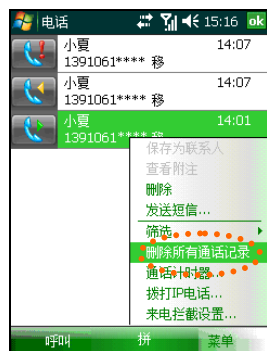 电话 15:16 ok
小夏 14:07
1391061**** 移
小夏 14:07
1391061**** 移
小夏 14:01
1391061**** 移
保存为联系人
查看附注
删除
发送短信...
筛选
删除所有通话记录
通话计时器...
拨打IP电话...
来电拦截设置...
呼叫 拼 菜单